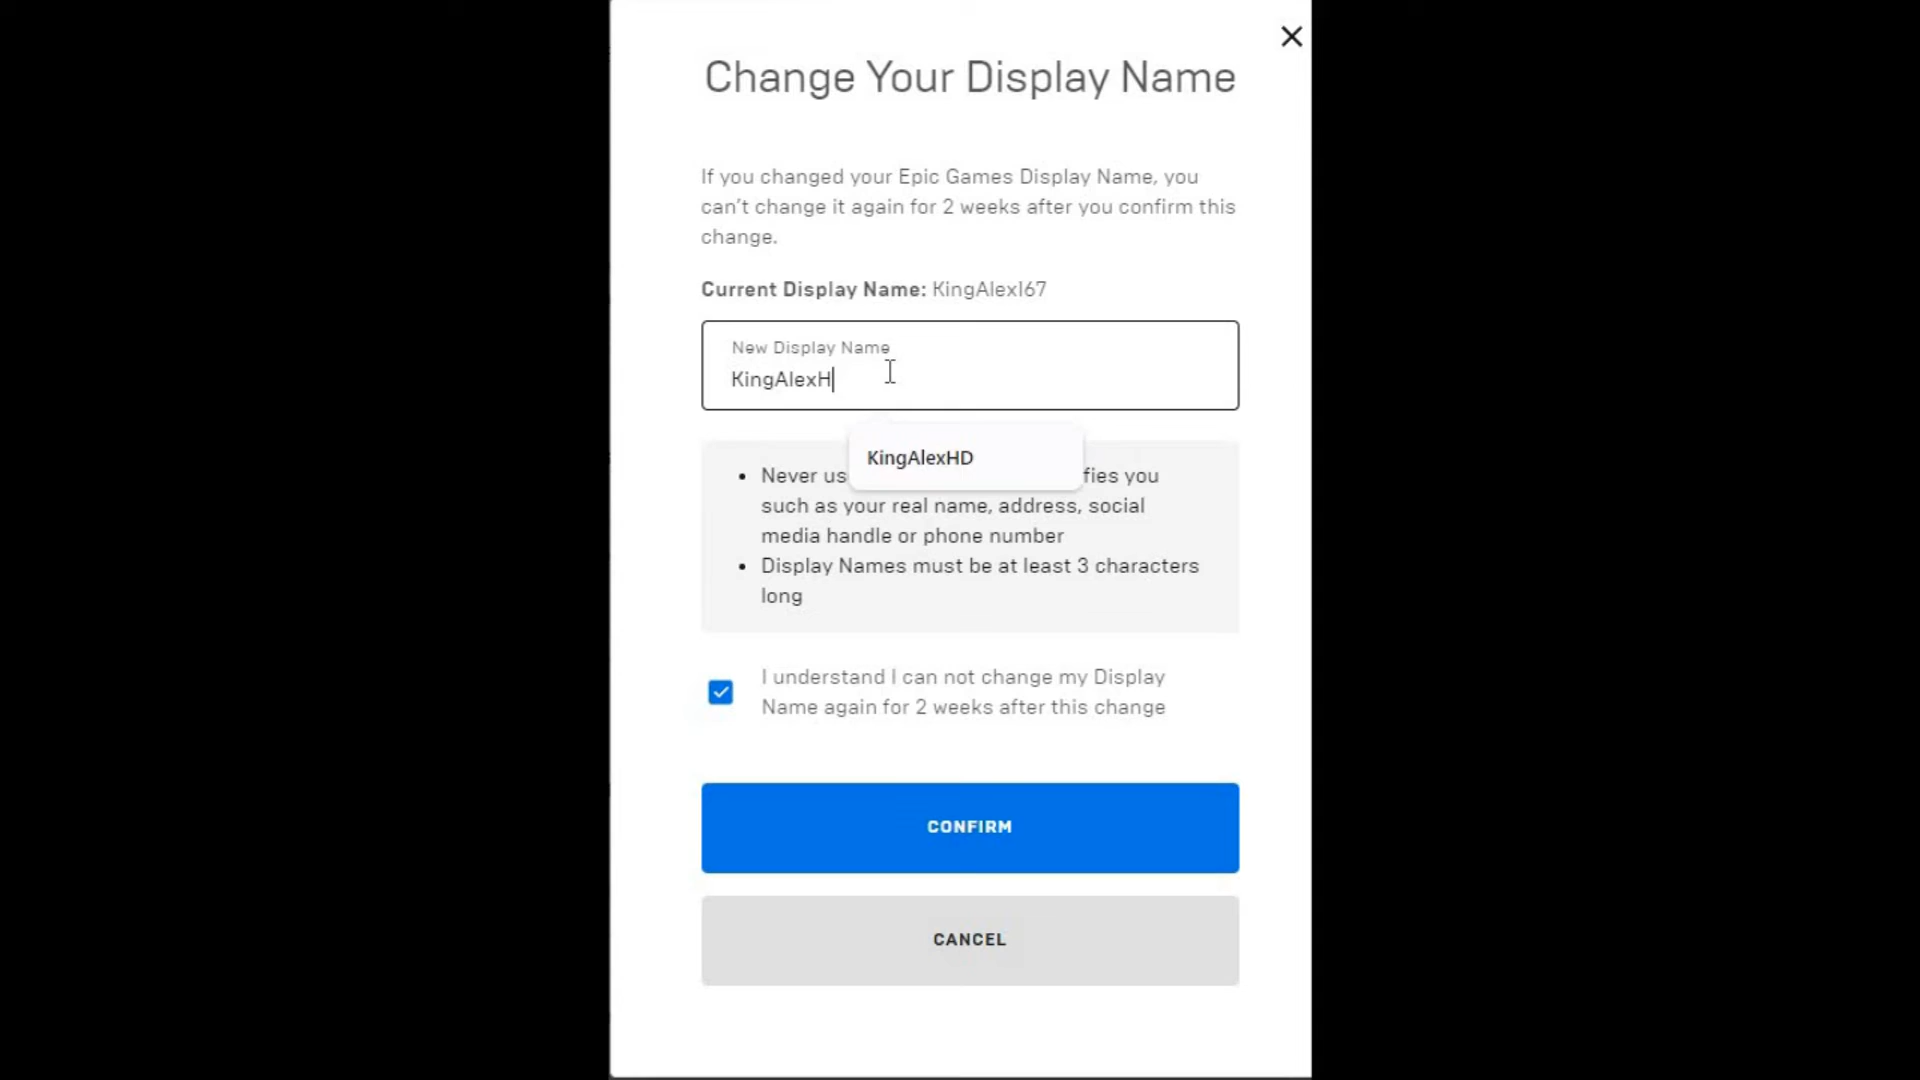 Change Your Display Name
If you changed your Epic Games Display Name, you
can't change it again for 2 weeks after you confirm this
change.
Current Display Name: KingAlexI67
New Display Name
KingAlexH
KingAlexHD
Never us fies you
such as your real name, address, social
media handle or phone number
Display Names must be at least 3 characters
long
I understand I can not change my Display
Name again for 2 weeks after this change
CONFIRM
CANCEL